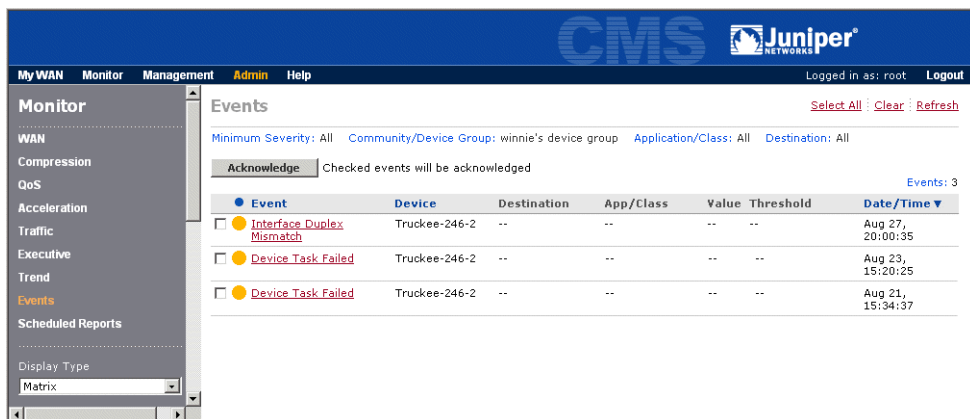 CMS
Juniper®
NETWORKS
My WAN Monitor Management Admin Help Logged in as: root Logout
Monitor
WAN
Compression
QoS
Acceleration
Traffic
Executive
Trend
Events
Scheduled Reports
Display Type
Matrix
Events Select All Clear Refresh
Minimum Severity: All Community/Device Group: winnie's device group Application/Class: All Destination: All
Acknowledge Checked events will be acknowledged
Events: 3
Event Device Destination App/Class Value Threshold Date/Time▼
Interface Duplex Truckee-246-2 -- -- -- -- Aug 27,
Mismatch 20:00:35
Device Task Failed Truckee-246-2 -- -- -- -- Aug 23,
15:20:25
Device Task Failed Truckee-246-2 -- -- -- -- Aug 21,
15:34:37